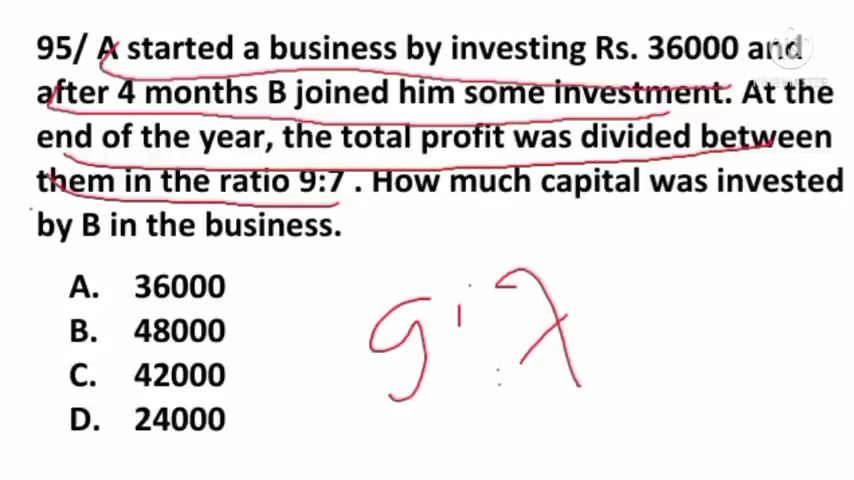 95/ A started a business by investing Rs. 36000 and
after 4 months B joined him some investment. At the
end of the year, the total profit was divided between
them in the ratio 9:7 . How much capital was invested
by B in the business.
A. 36000
B. 48000
C. 42000
D. 24000
9:7